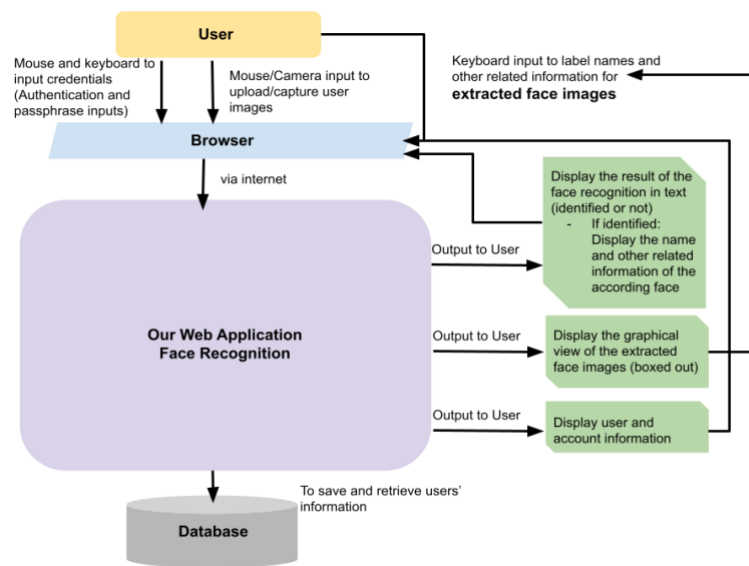 User
Mouse and keyboard to
input credentials
(Authentication and
passphrase inputs)
Mouse/Camera input to
upload/capture user
images
Keyboard input to label names and
other related information for
extracted face images
Browser
via internet
Display the result of the
face recognition in text
(identified or not)
- If identified:
Display the name
and other related
information of the
according face
Output to User
Our Web Application
Face Recognition
Output to User
Display the graphical
view of the extracted
face images (boxed out)
Output to User
Display user and
account information
To save and retrieve users'
information
Database